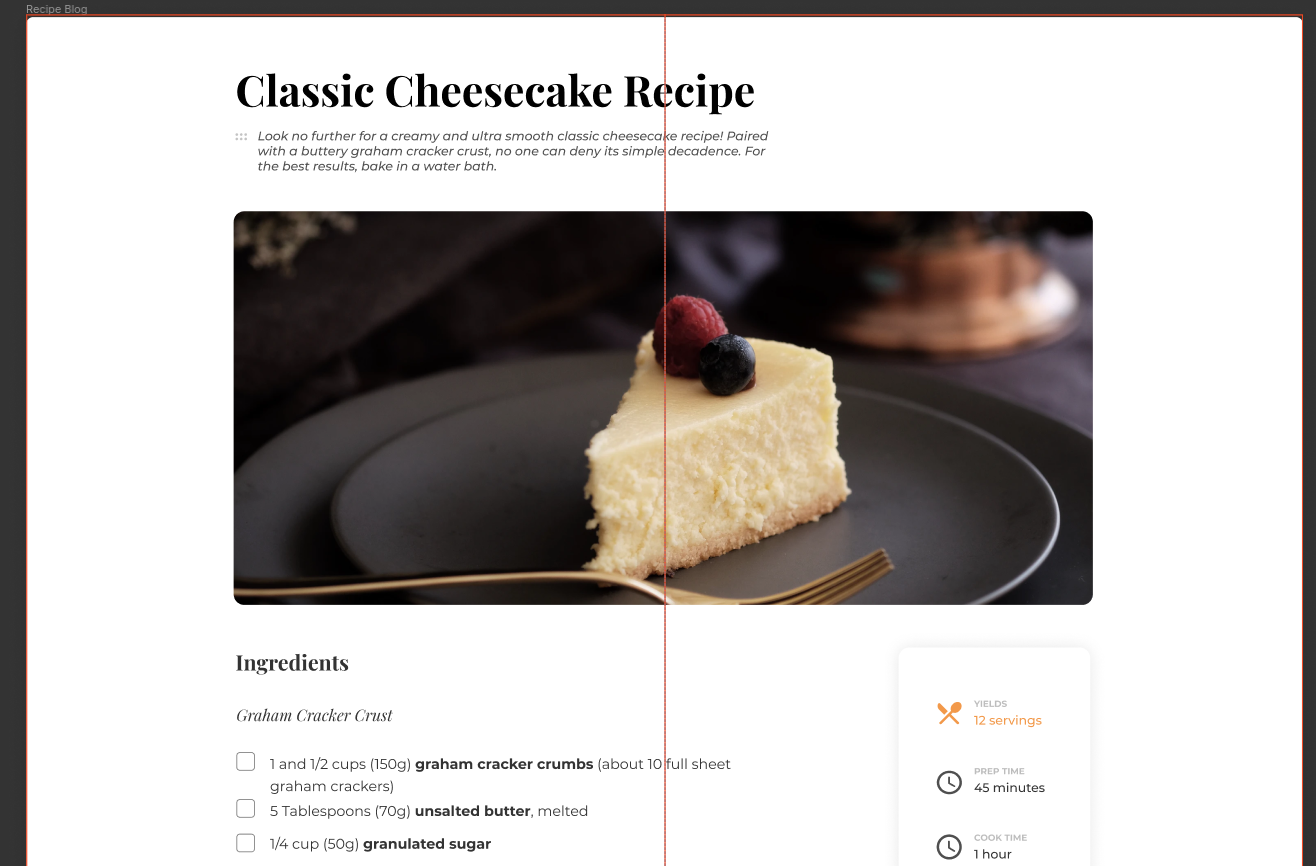 Recipe Blog
Classic Cheesecake Recipe
Look no further for a creamy and ultra smooth classic cheesecake recipe! Paired
with a buttery graham cracker crust, no one can deny its simple decadence. For
the best results, bake in a water bath.
Ingredients
Graham Cracker Crust
1 and 1/2 cups (150g) graham cracker crumbs (about 10 full sheet
graham crackers)
5 Tablespoons (70g) unsalted butter, melted
1/4 cup (50g) granulated sugar
YIELDS
12 servings
PREP TIME
45 minutes
COOK TIME
1 hour